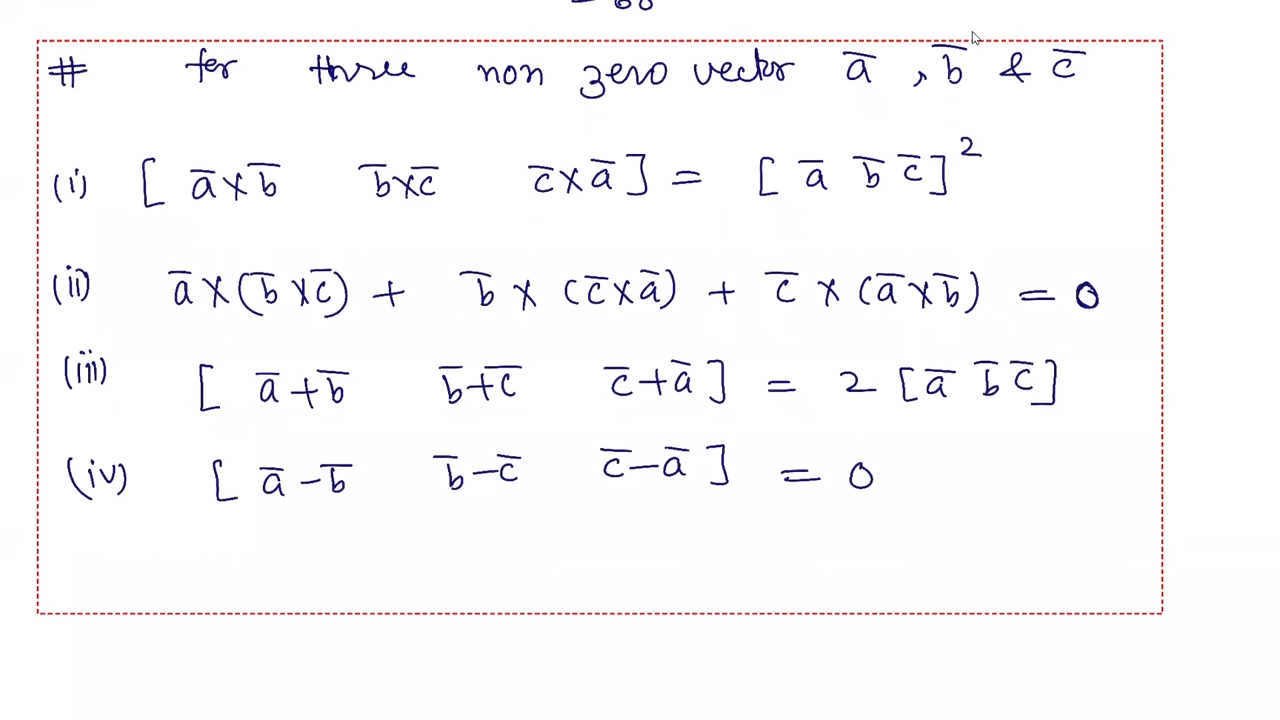 # for three non zero vector a̅ , b̅ & c̅
(i) [ a̅×b̅ b̅×c̅ c̅×a̅ ] = [ a̅ b̅ c̅ ]²
(ii) a̅×(b̅×c̅) + b̅×(c̅×a̅) + c̅×(a̅×b̅) = 0
(iii) [ a̅+b̅ b̅+c̅ c̅+a̅ ] = 2 [ a̅ b̅ c̅ ]
(iv) [ a̅-b̅ b̅-c̅ c̅-a̅ ] = 0